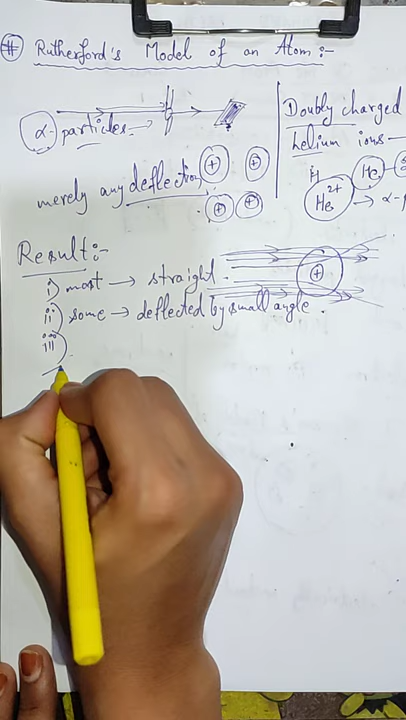 # Rutherford's Model of an Atom :-
α-particles
merely any deflection
+ +
+ +
Doubly charged
helium ions
He
He²⁺ → α-p
Result :-
i) most → straight
+
ii) some → deflected by small angle.
iii)